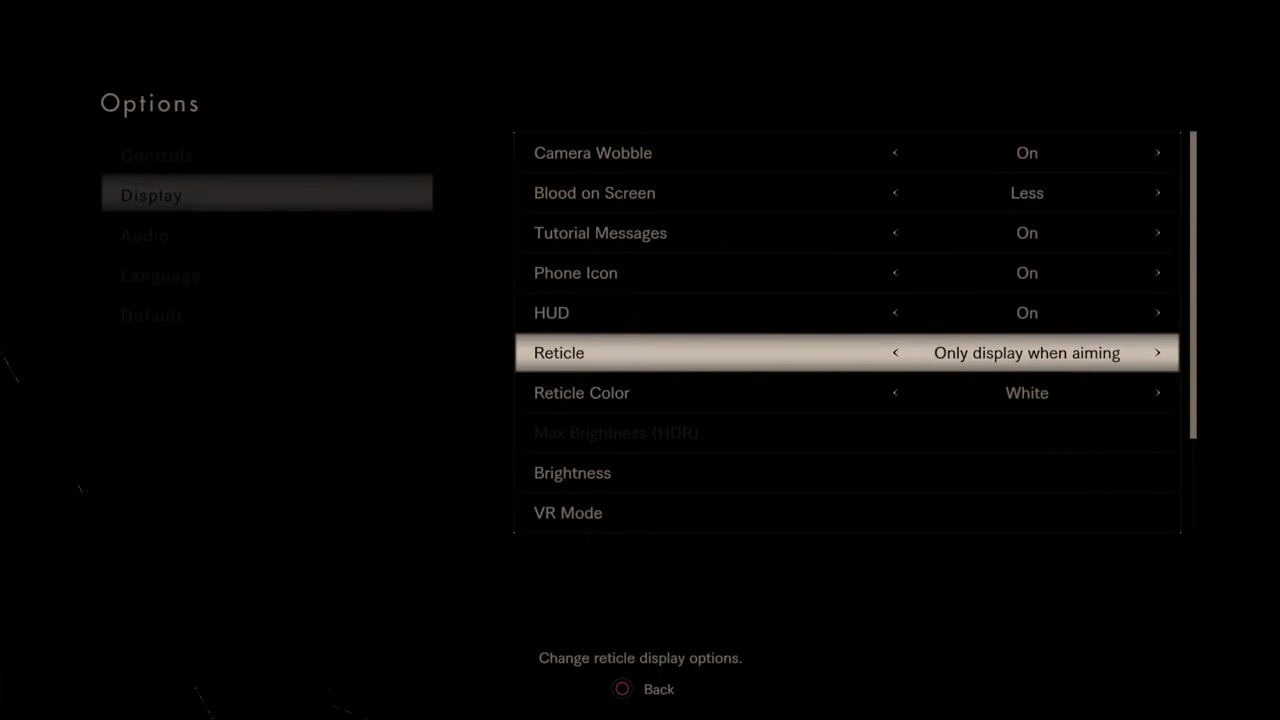 Options
Controls
Display
Audio
Language
Default
Camera Wobble < On >
Blood on Screen < Less >
Tutorial Messages < On >
Phone Icon < On >
HUD < On >
Reticle < Only display when aiming >
Reticle Color < White >
Max Brightness (HDR)
Brightness
VR Mode
Change reticle display options.
Back